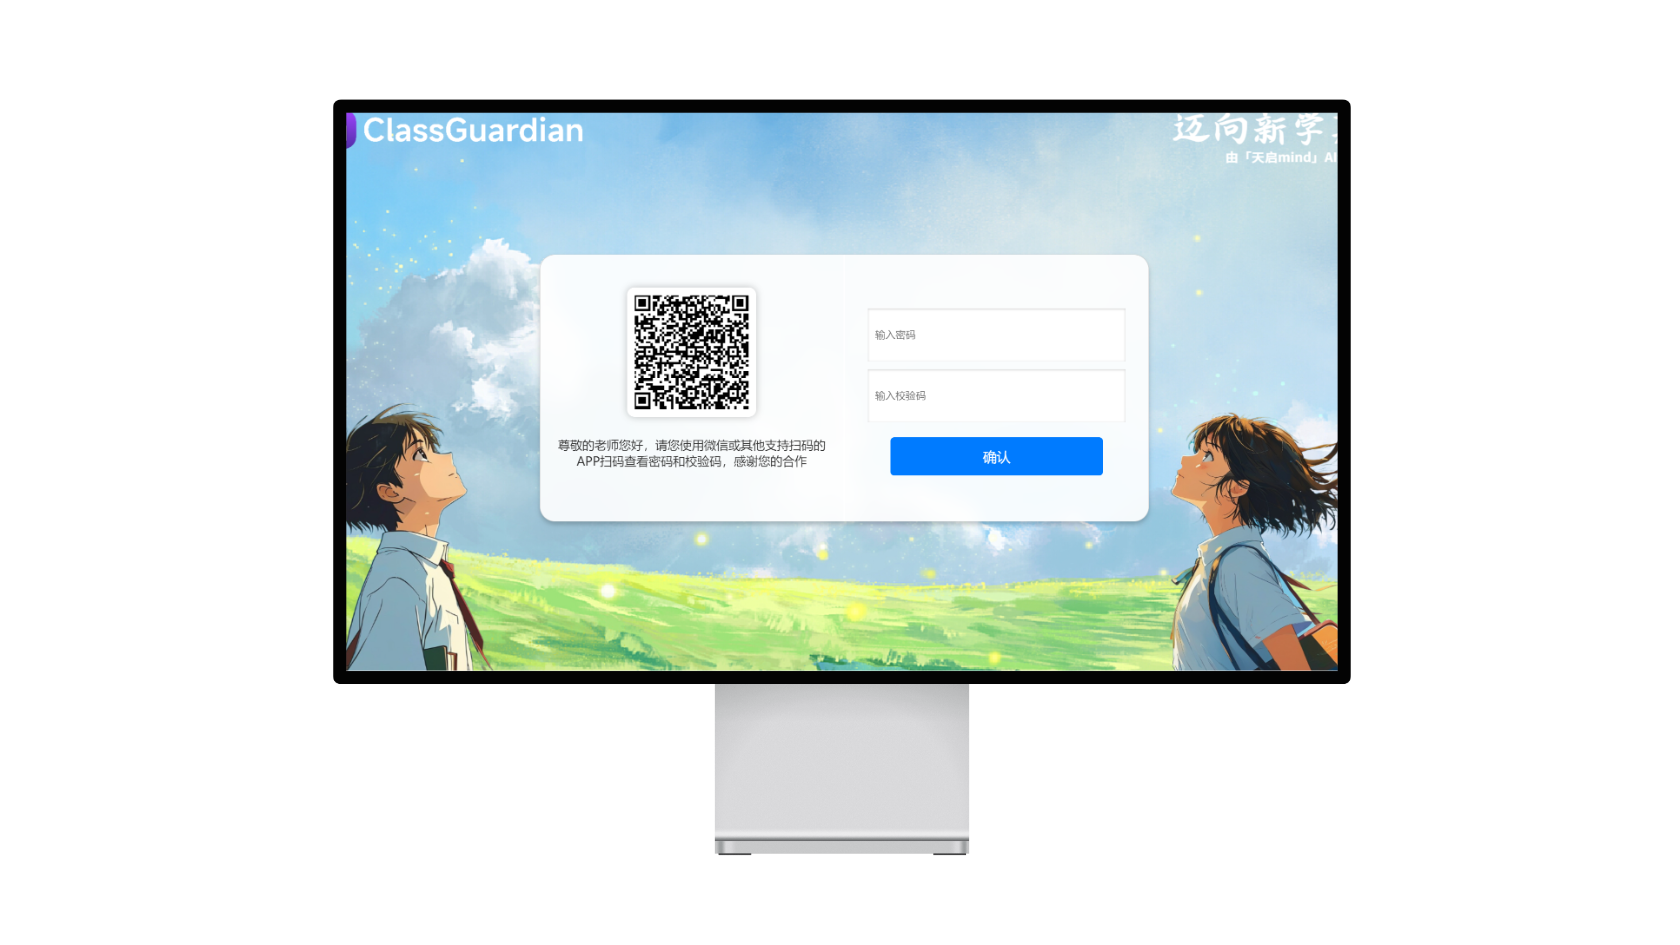 ClassGuardian
迈向新学
由「天启mind」AI
尊敬的老师您好，请您使用微信或其他支持扫码的
APP扫码查看密码和校验码，感谢您的合作
输入密码
输入校验码
确认